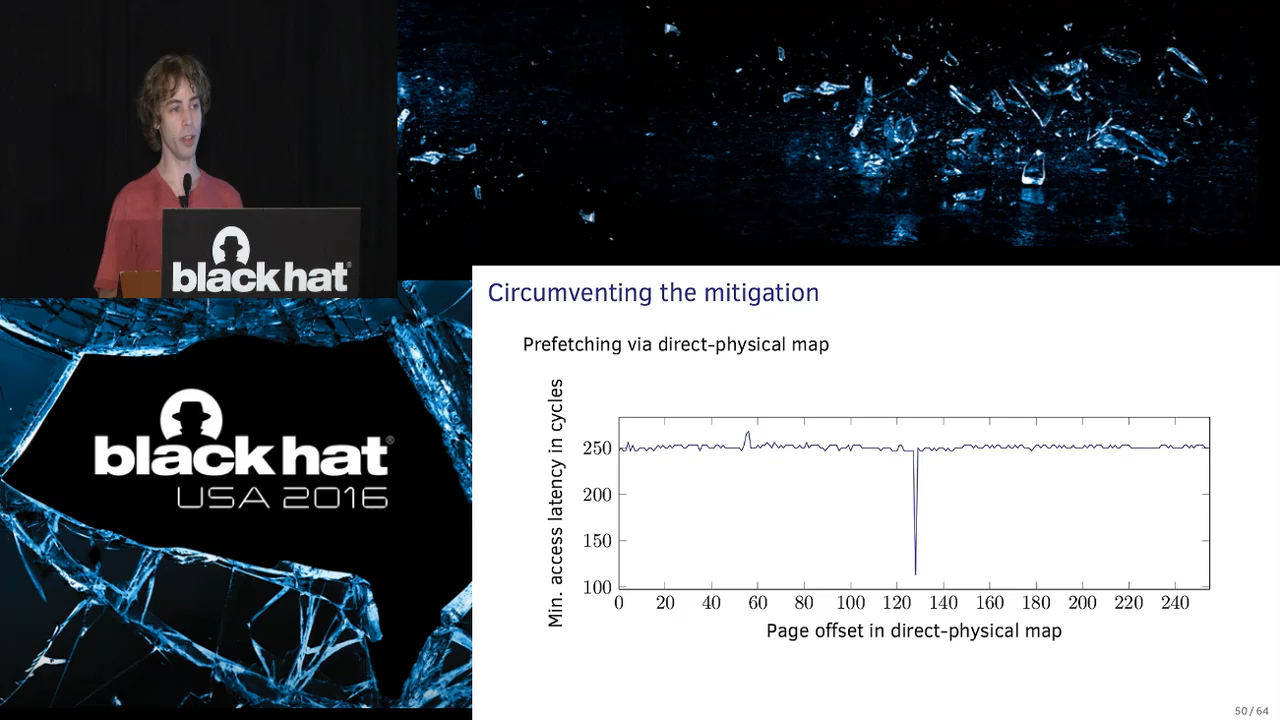 black hat®
black hat®
USA 2016
Circumventing the mitigation
Prefetching via direct-physical map
Min. access latency in cycles
250
200
150
100
0 20 40 60 80 100 120 140 160 180 200 220 240
Page offset in direct-physical map
50 / 64